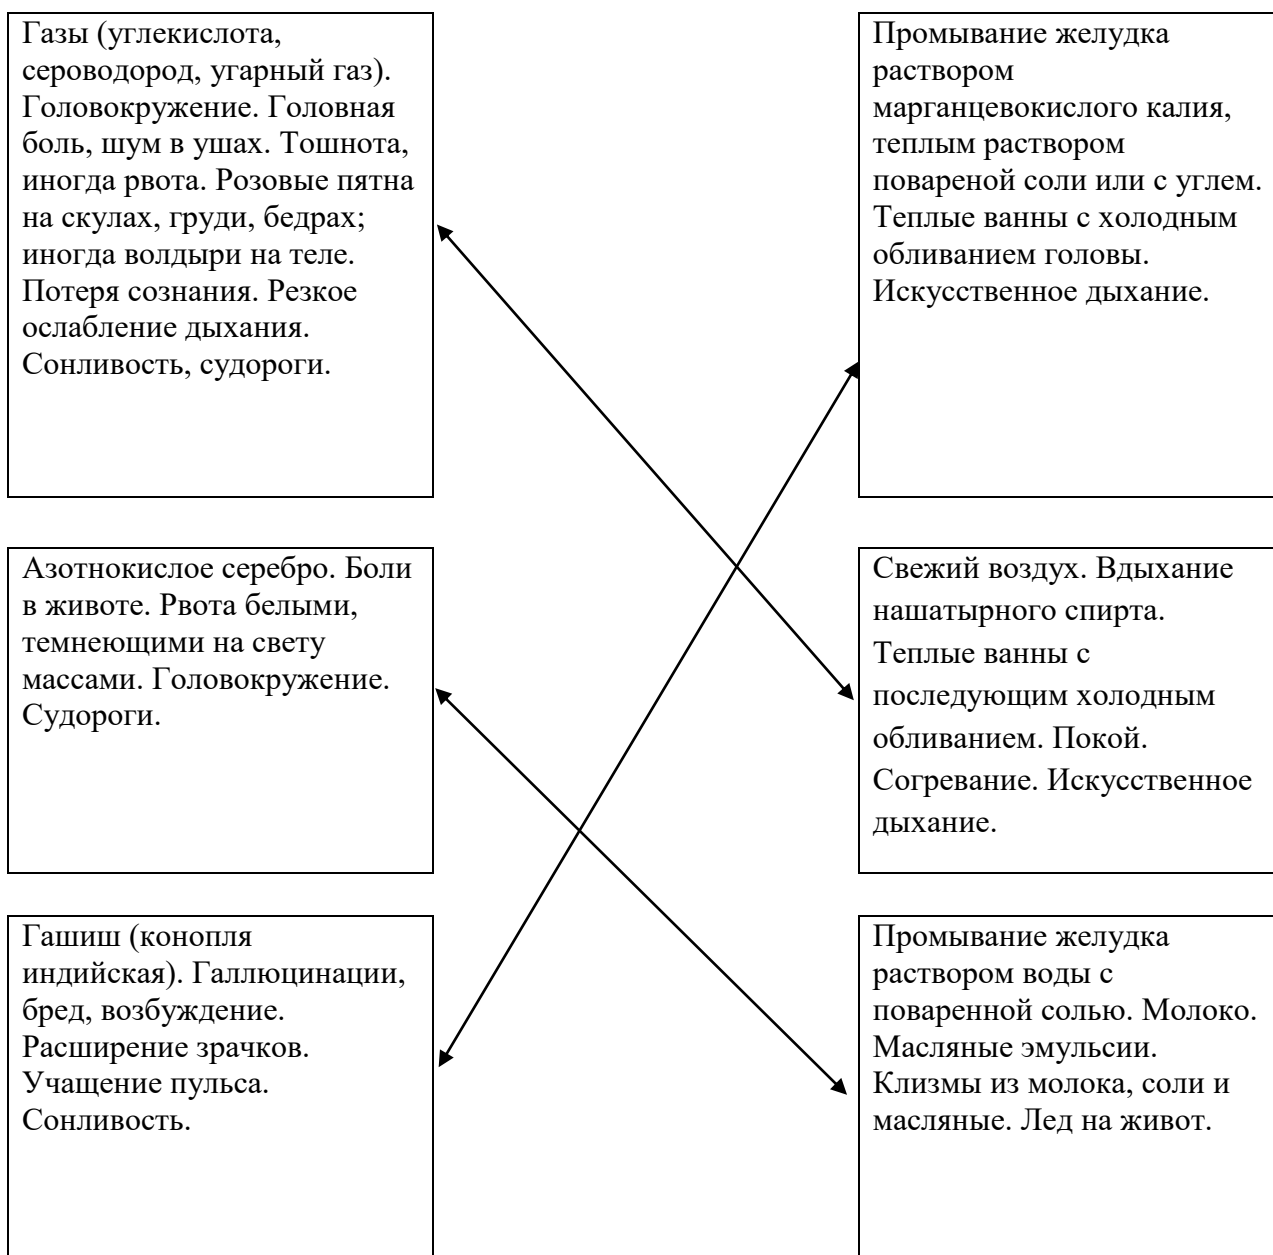 Газы (углекислота,
сероводород, угарный газ).
Головокружение. Головная
боль, шум в ушах. Тошнота,
иногда рвота. Розовые пятна
на скулах, груди, бедрах;
иногда волдыри на теле.
Потеря сознания. Резкое
ослабление дыхания.
Сонливость, судороги.
Промывание желудка
раствором
марганцевокислого калия,
теплым раствором
повареной соли или с углем.
Теплые ванны с холодным
обливанием головы.
Искусственное дыхание.
Азотнокислое серебро. Боли
в животе. Рвота белыми,
темнеющими на свету
массами. Головокружение.
Судороги.
Свежий воздух. Вдыхание
нашатырного спирта.
Теплые ванны с
последующим холодным
обливанием. Покой.
Согревание. Искусственное
дыхание.
Гашиш (конопля
индийская). Галлюцинации,
бред, возбуждение.
Расширение зрачков.
Учащение пульса.
Сонливость.
Промывание желудка
раствором воды с
поваренной солью. Молоко.
Масляные эмульсии.
Клизмы из молока, соли и
масляные. Лед на живот.